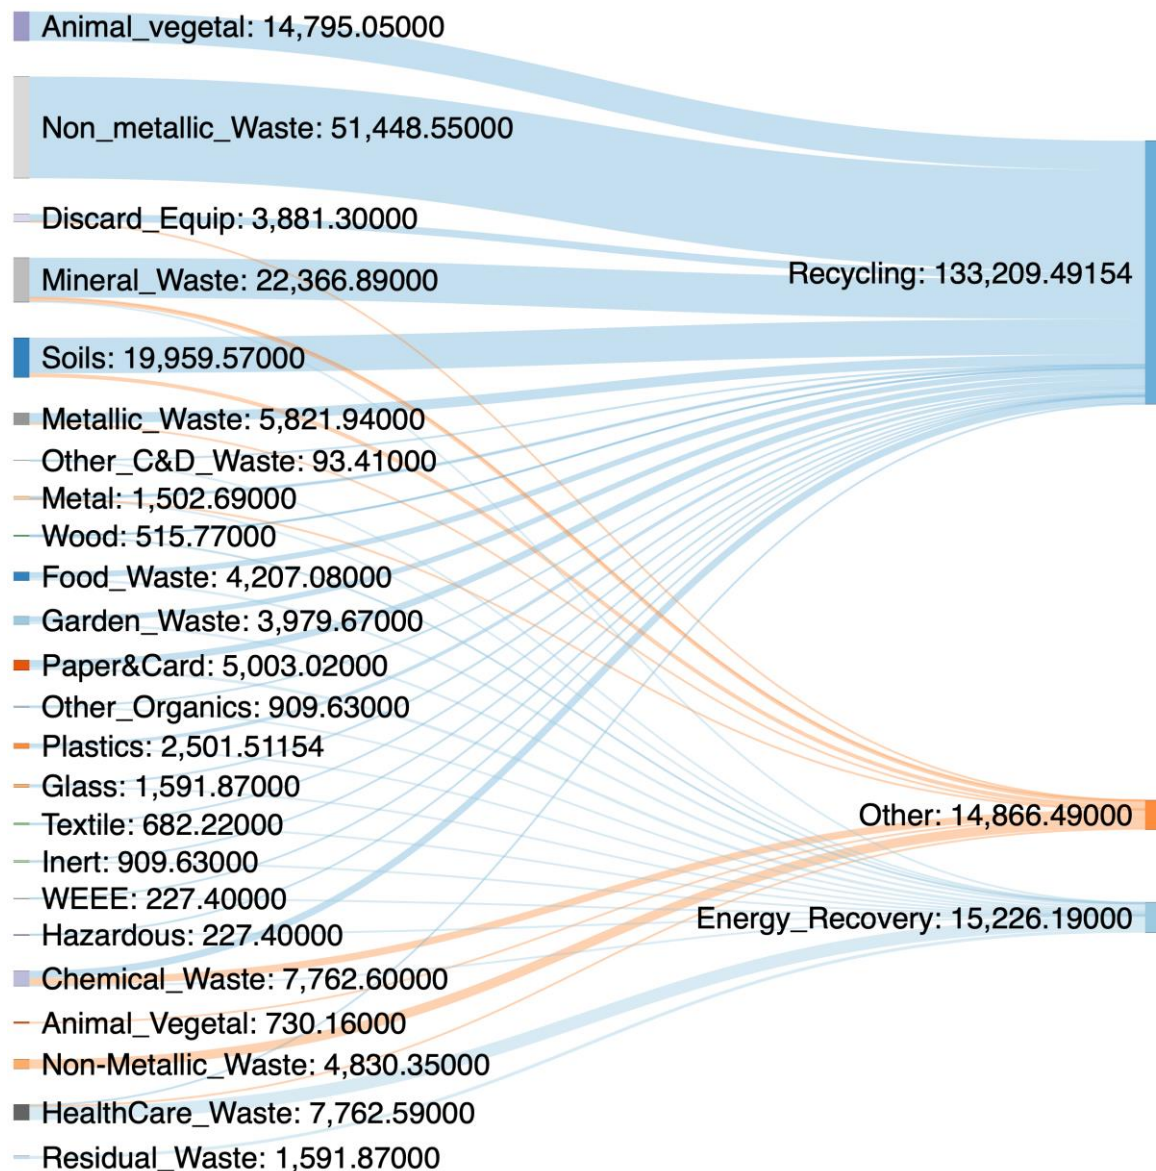 Animal_vegetal: 14,795.05000
Non_metallic_Waste: 51,448.55000
Discard_Equip: 3,881.30000
Mineral_Waste: 22,366.89000
Recycling: 133,209.49154
Soils: 19,959.57000
Metallic_Waste: 5,821.94000
Other_C&D_Waste: 93.41000
Metal: 1,502.69000
Wood: 515.77000
Food_Waste: 4,207.08000
Garden_Waste: 3,979.67000
Paper&Card: 5,003.02000
Other_Organics: 909.63000
Plastics: 2,501.51154
Glass: 1,591.87000
Other: 14,866.49000
Textile: 682.22000
Inert: 909.63000
WEEE: 227.40000
Energy_Recovery: 15,226.19000
Hazardous: 227.40000
Chemical_Waste: 7,762.60000
Animal_Vegetal: 730.16000
Non-Metallic_Waste: 4,830.35000
HealthCare_Waste: 7,762.59000
Residual_Waste: 1,591.87000